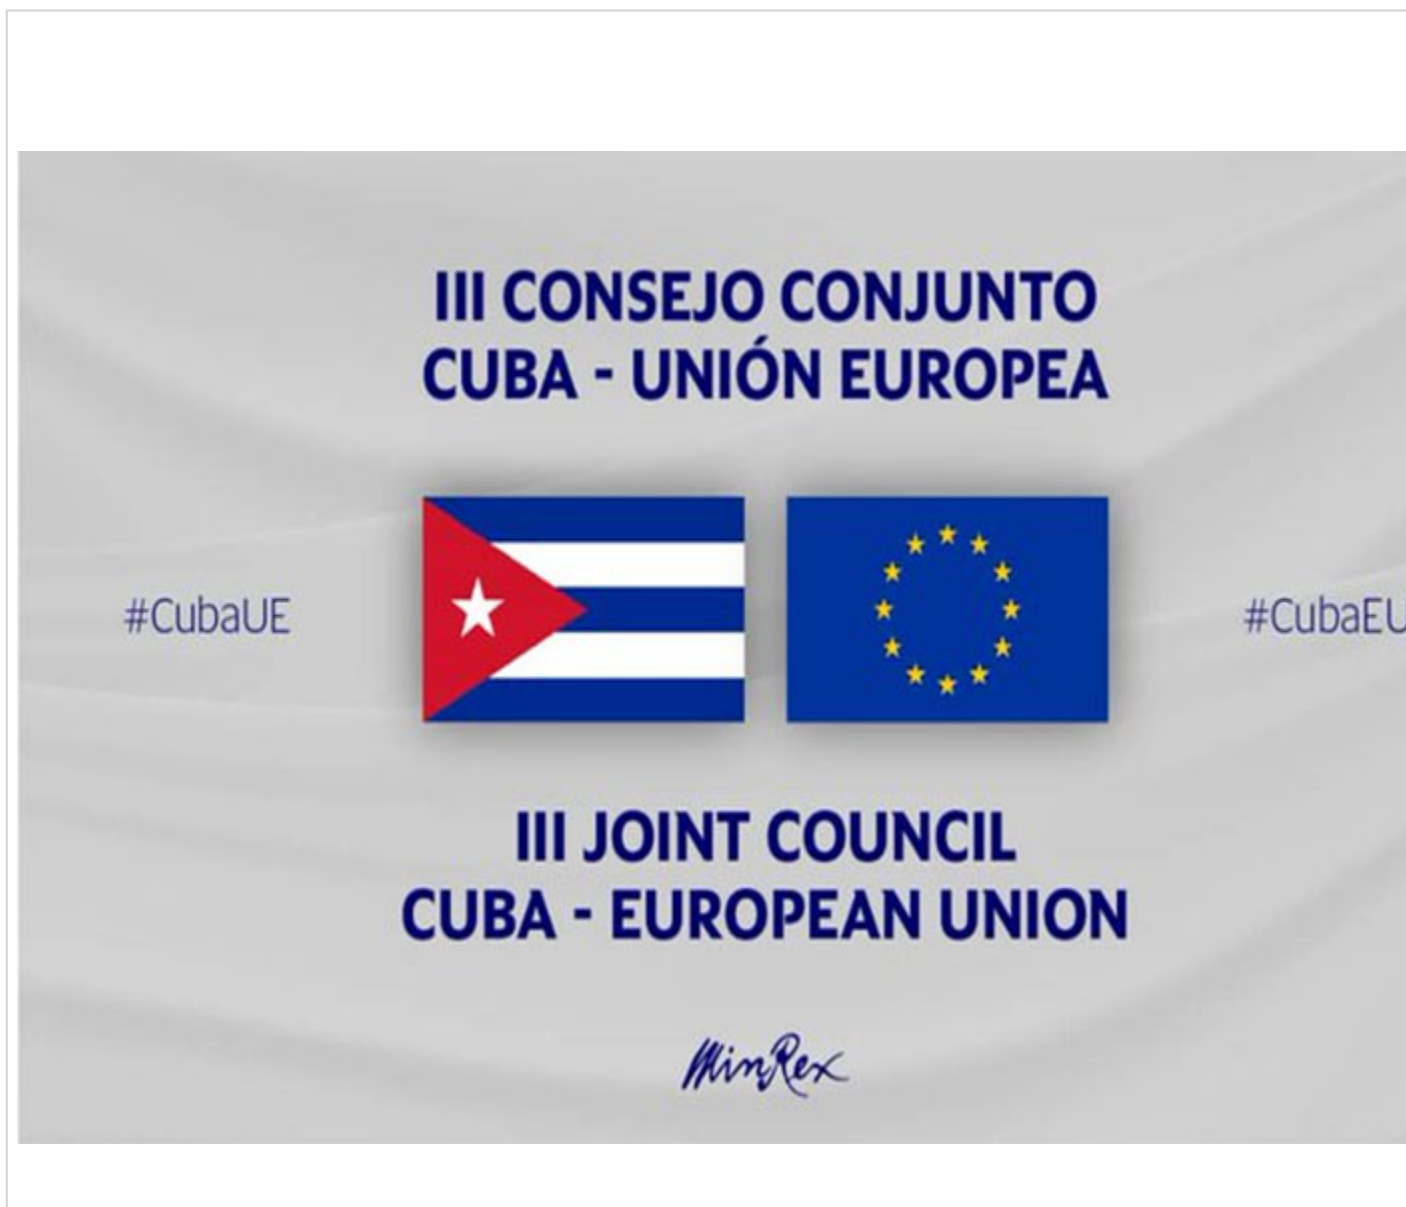 III CONSEJO CONJUNTO
CUBA - UNIÓN EUROPEA
#CubaUE
#CubaEU
III JOINT COUNCIL
CUBA - EUROPEAN UNION
MinRex